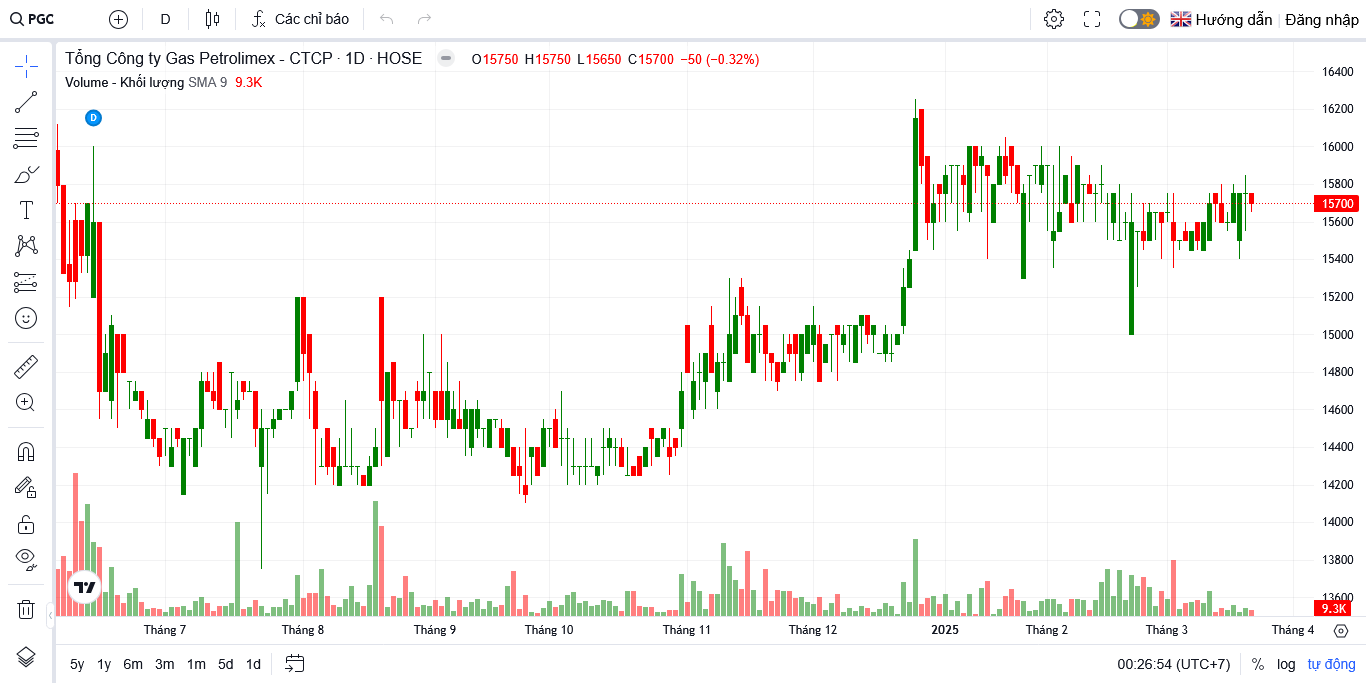 PGC D Các chỉ báo Hướng dẫn Đăng nhập
Tổng Công ty Gas Petrolimex - CTCP · 1D · HOSE O15750 H15750 L15650 C15700 −50 (−0.32%)
Volume - Khối lượng SMA 9 9.3K
D
16400
16200
16000
15800
15700
15600
15400
15200
15000
14800
14600
14400
14200
14000
13800
13600
9.3K
Tháng 7 Tháng 8 Tháng 9 Tháng 10 Tháng 11 Tháng 12 2025 Tháng 2 Tháng 3 Tháng 4
5y 1y 6m 3m 1m 5d 1d 00:26:54 (UTC+7) % log tự động